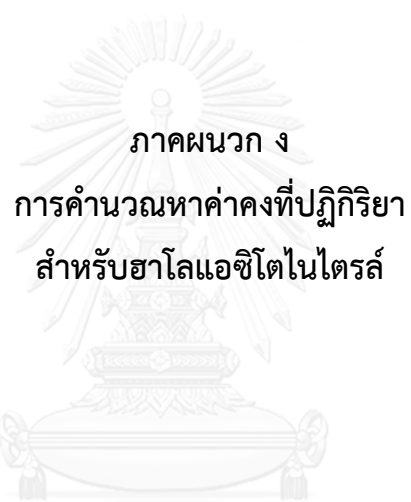 ภาคผนวก ง
การคำนวณหาค่าคงที่ปฏิกิริยา
สำหรับฮาโลแอซิโตไนไตรล์